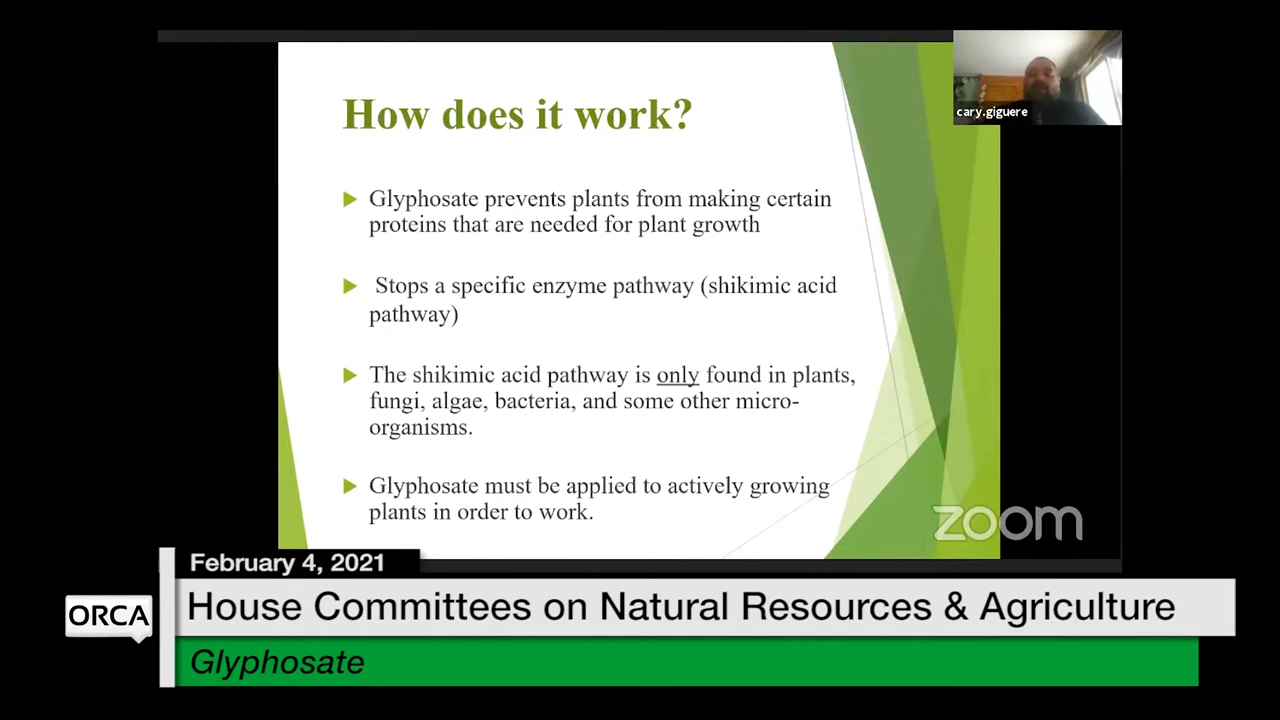 How does it work?
cary.giguere
Glyphosate prevents plants from making certain
proteins that are needed for plant growth
Stops a specific enzyme pathway (shikimic acid
pathway)
The shikimic acid pathway is only found in plants,
fungi, algae, bacteria, and some other micro-
organisms.
Glyphosate must be applied to actively growing
plants in order to work.
zoom
February 4, 2021
ORCA
House Committees on Natural Resources & Agriculture
Glyphosate